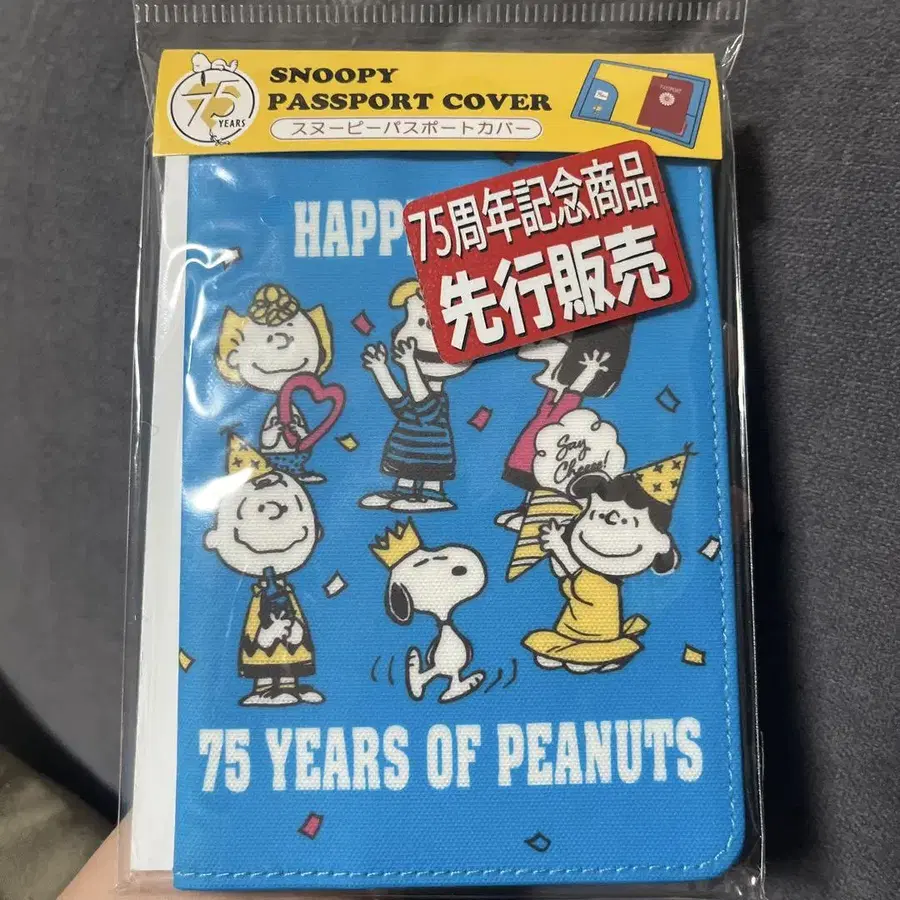 75
YEARS
SNOOPY
PASSPORT COVER
スヌーピーパスポートカバー
PASSPORT
75周年記念商品
先行販売
HAPP
Say
Cheese!
75 YEARS OF PEANUTS